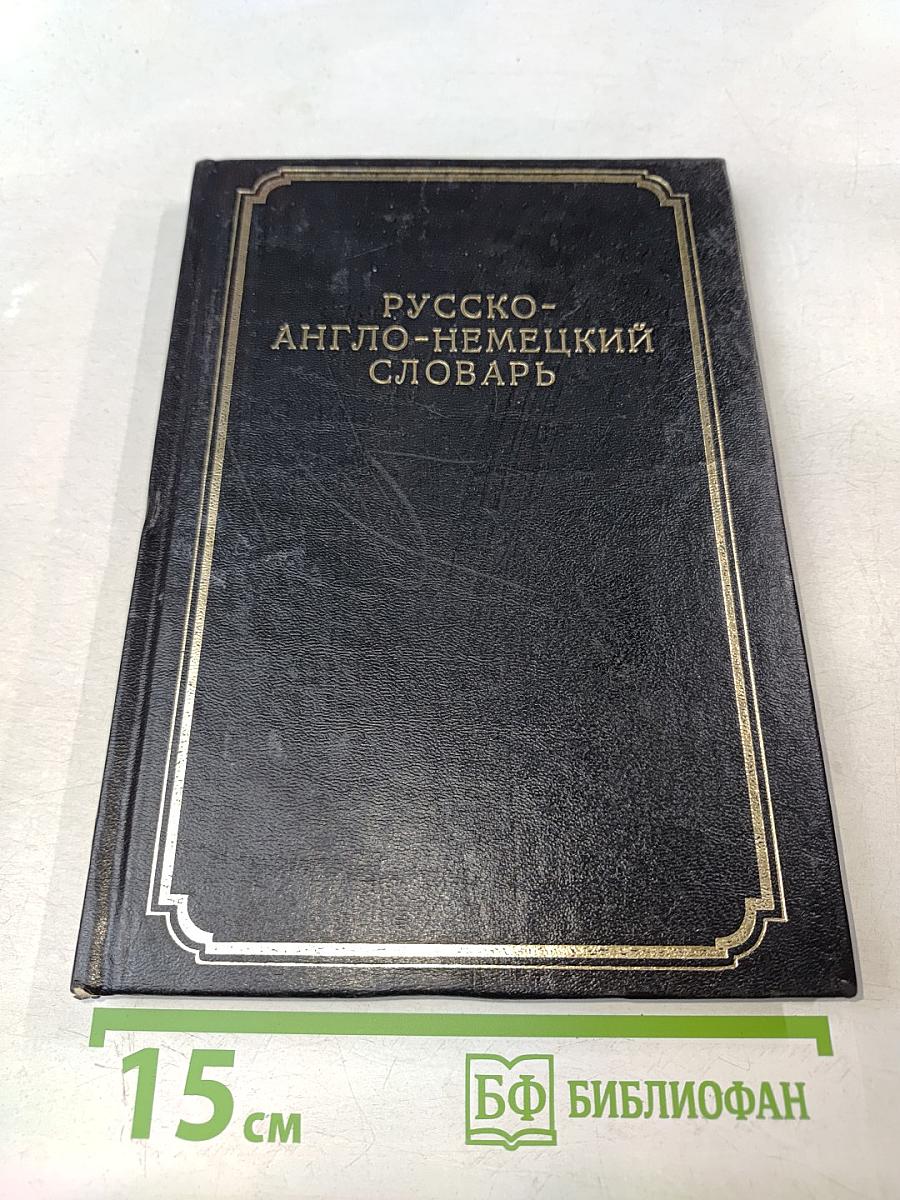 РУССКО-
АНГЛО-НЕМЕЦКИЙ
СЛОВАРЬ
15 см
БФ БИБЛИОФАН